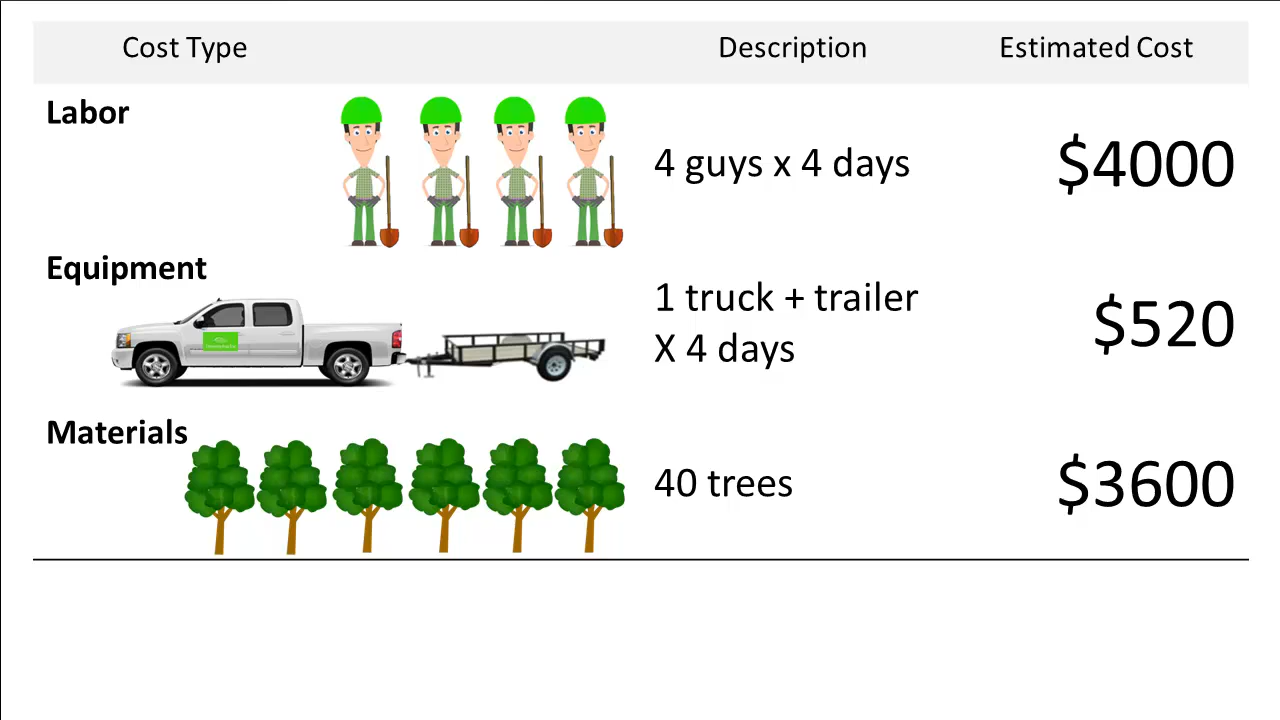 Cost Type Description Estimated Cost
Labor
4 guys x 4 days $4000
Equipment
1 truck + trailer
X 4 days
$520
Materials
40 trees $3600